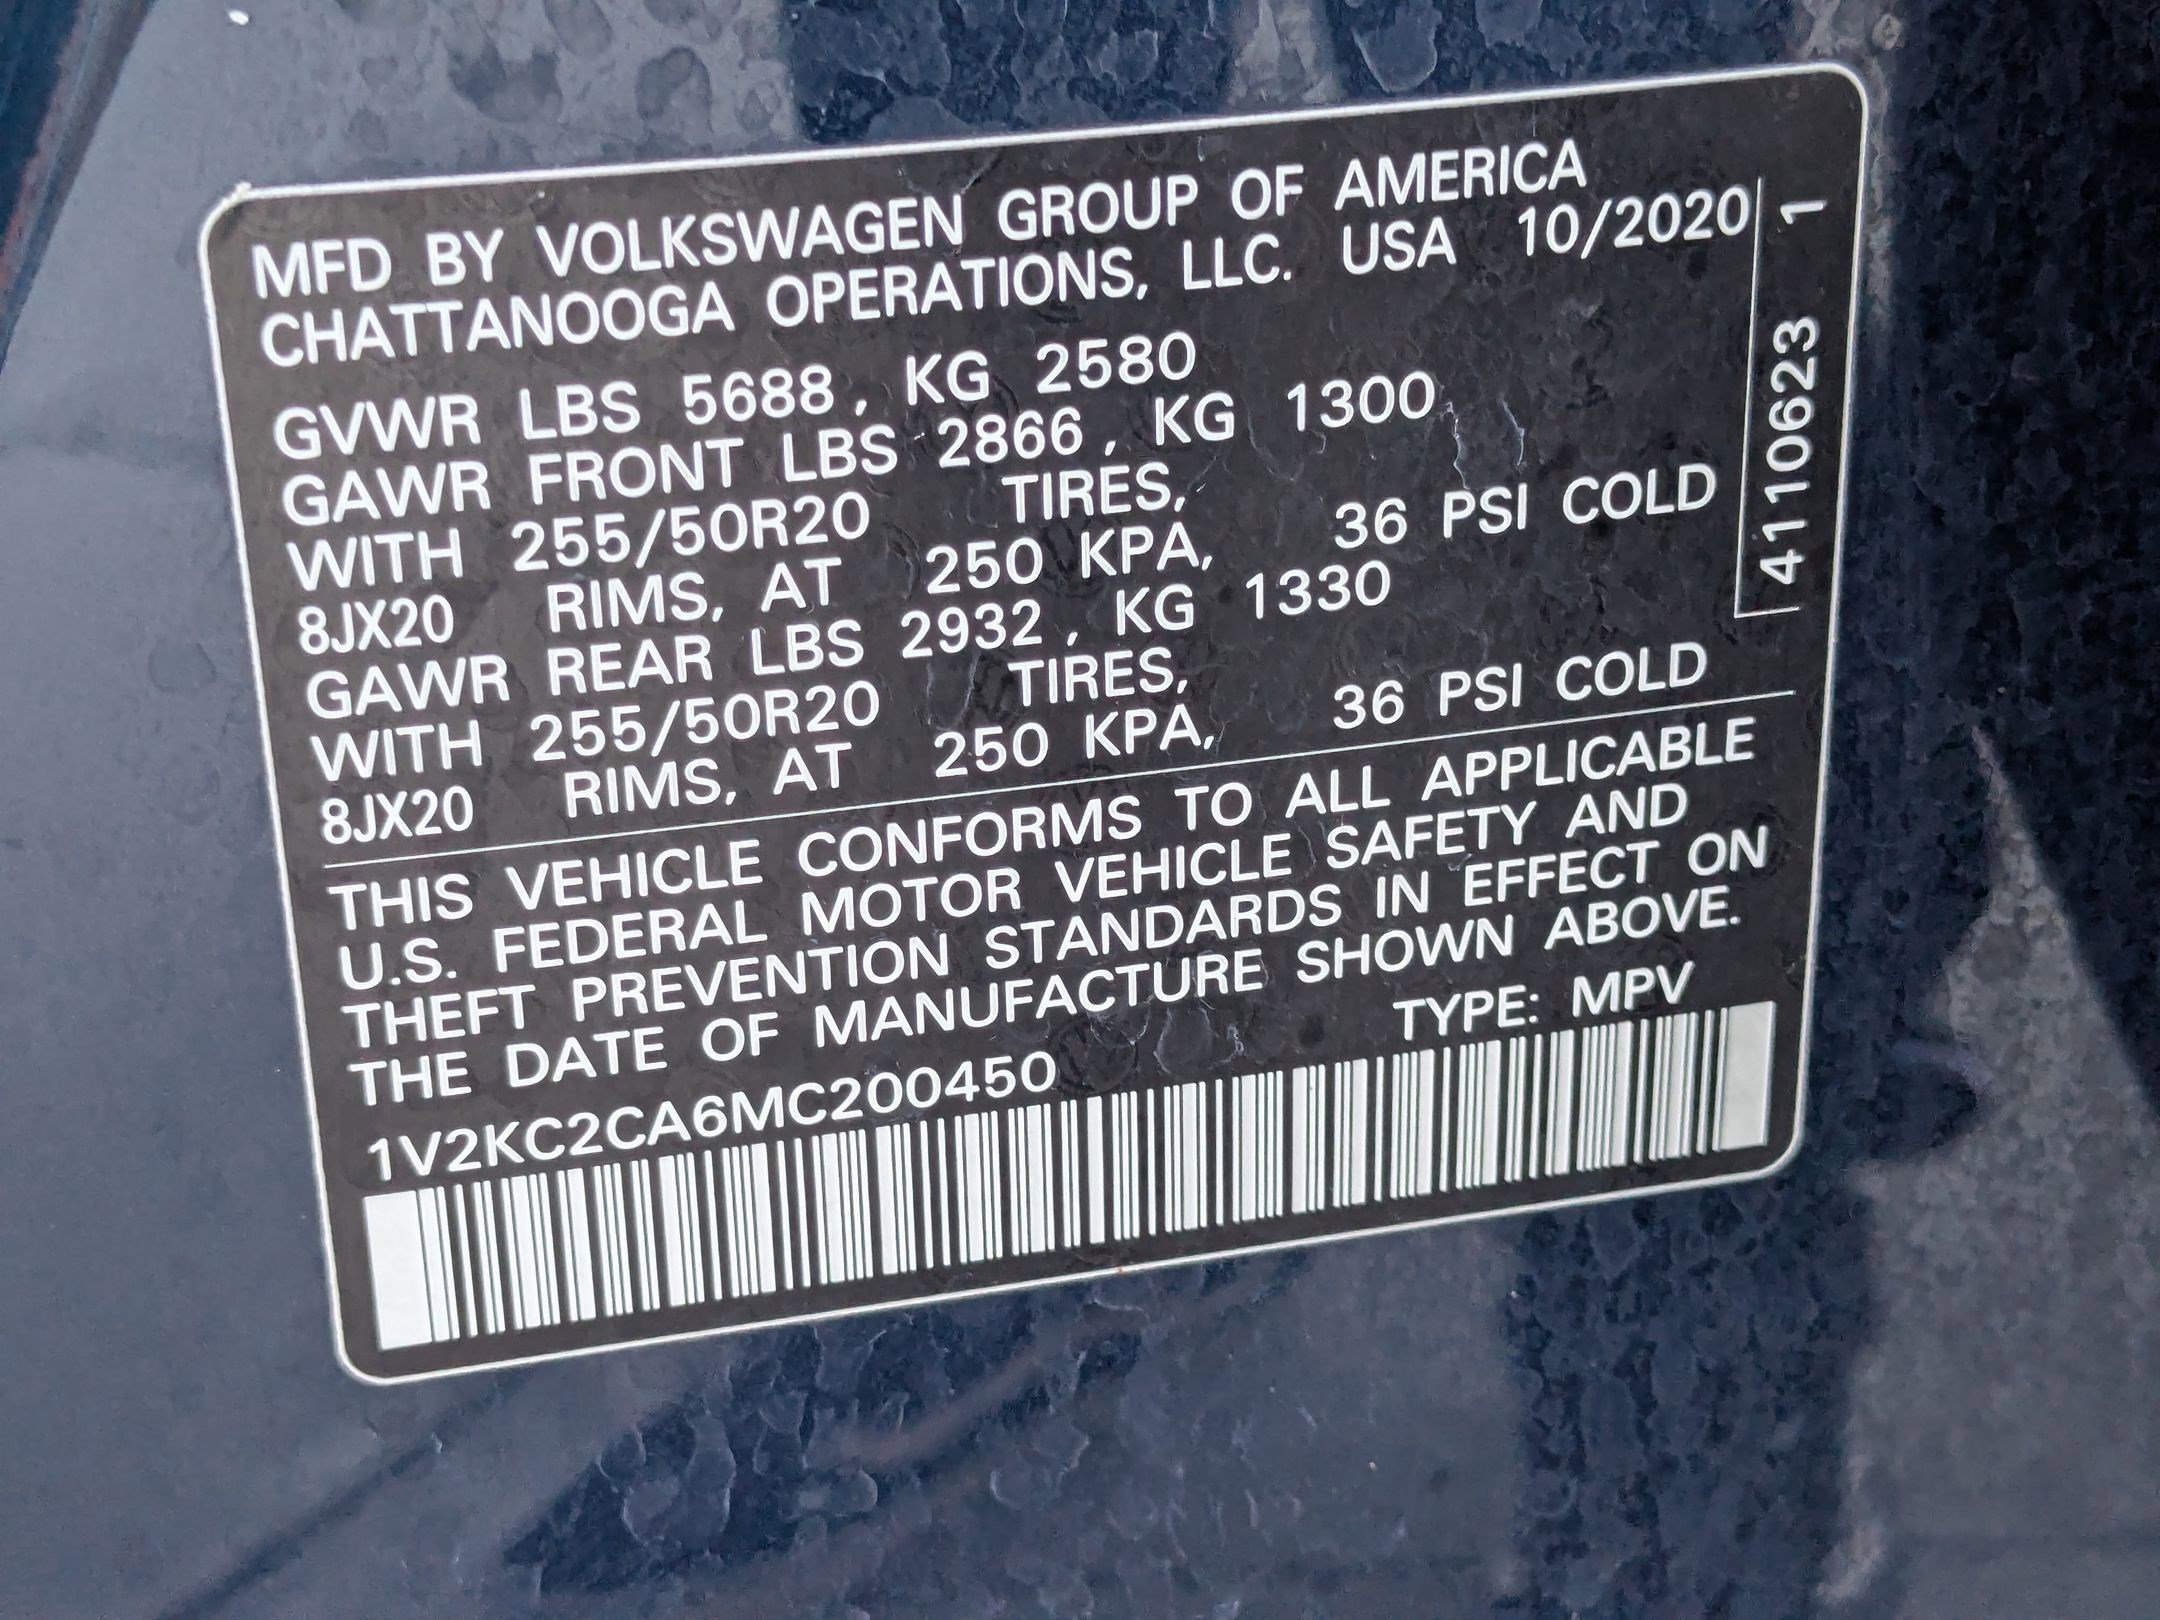 MFD BY VOLKSWAGEN GROUP OF AMERICA
CHATTANOOGA OPERATIONS, LLC. USA 10/2020
GVWR LBS 5688, KG 2580
GAWR FRONT LBS 2866, KG 1300
WITH 255/50R20 TIRES,
8JX20 RIMS, AT 250 KPA, 36 PSI COLD
GAWR REAR LBS 2932, KG 1330
WITH 255/50R20 TIRES,
8JX20 RIMS, AT 250 KPA, 36 PSI COLD
THIS VEHICLE CONFORMS TO ALL APPLICABLE
U.S. FEDERAL MOTOR VEHICLE SAFETY AND
THEFT PREVENTION STANDARDS IN EFFECT ON
THE DATE OF MANUFACTURE SHOWN ABOVE.
1V2KC2CA6MC200450 TYPE: MPV
4110623 1